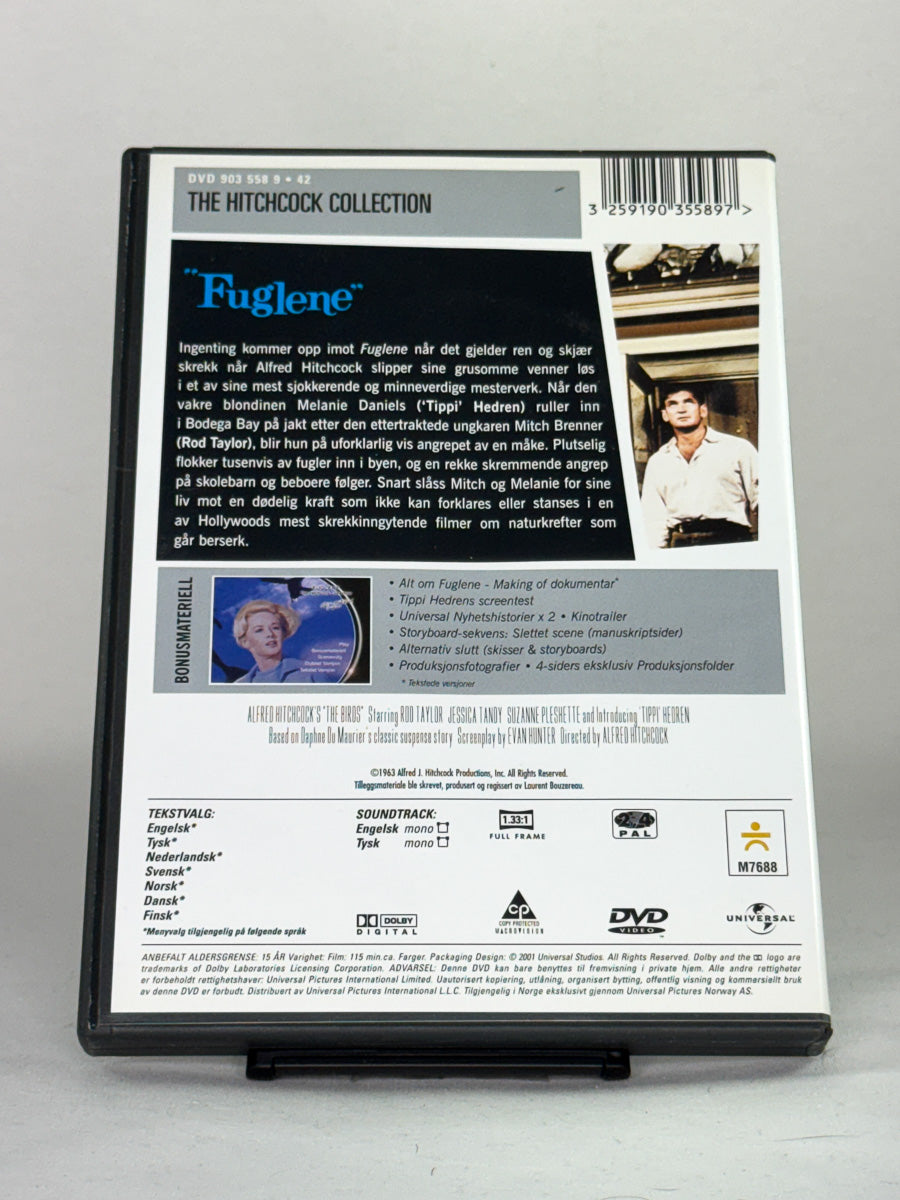 DVD 903 558 9 • 42
THE HITCHCOCK COLLECTION
3 259190 355897 >
"Fuglene"
Ingenting kommer opp imot Fuglene når det gjelder ren og skjær
skrekk når Alfred Hitchcock slipper sine grusomme venner løs
i et av sine mest sjokkerende og minneverdige mesterverk. Når den
vakre blondinen Melanie Daniels ('Tippi' Hedren) ruller inn
i Bodega Bay på jakt etter den ettertraktede ungkaren Mitch Brenner
(Rod Taylor), blir hun på uforklarlig vis angrepet av en måke. Plutselig
flokker tusenvis av fugler inn i byen, og en rekke skremmende angrep
på skolebarn og beboere følger. Snart slåss Mitch og Melanie for sine
liv mot en dødelig kraft som ikke kan forklares eller stanses i en
av Hollywoods mest skrekkinngytende filmer om naturkrefter som
går berserk.
BONUSMATERIELL
• Alt om Fuglene - Making of dokumentar*
• Tippi Hedrens screentest
• Universal Nyhetshistorier x 2 • Kinotrailer
• Storyboard-sekvens: Slettet scene (manuskriptsider)
• Alternativ slutt (skisser & storyboards)
• Produksjonsfotografier • 4-siders eksklusiv Produksjonsfolder
* Tekstede versjoner
ALFRED HITCHCOCK'S "THE BIRDS" Starring ROD TAYLOR JESSICA TANDY SUZANNE PLESHETTE and Introducing 'TIPPI' HEDREN
Based on Daphne Du Maurier's classic suspense story Screenplay by EVAN HUNTER Directed by ALFRED HITCHCOCK
©1963 Alfred J. Hitchcock Productions, Inc. All Rights Reserved.
Tilleggsmateriale ble skrevet, produsert og regissert av Laurent Bouzereau.
TEKSTVALG:
Engelsk*
Tysk*
Nederlandsk*
Svensk*
Norsk*
Dansk*
Finsk*
*Menyvalg tilgjengelig på følgende språk
SOUNDTRACK:
Engelsk mono
Tysk mono
1.33:1
FULL FRAME
2 4
PAL
M7688
DOLBY
DIGITAL
CP
COPY PROTECTED
MACROVISION
DVD
VIDEO
UNIVERSAL
ANBEFALT ALDERSGRENSE: 15 ÅR Varighet: Film: 115 min.ca. Farger. Packaging Design: © 2001 Universal Studios. All Rights Reserved. Dolby and the logo are
trademarks of Dolby Laboratories Licensing Corporation. ADVARSEL: Denne DVD kan bare benyttes til fremvisning i private hjem. Alle andre rettigheter
er forbeholdt rettighetshaver: Universal Pictures International Limited. Uautorisert kopiering, utlåning, organisert bytting, offentlig visning og kommersiellt bruk
av denne DVD er forbudt. Distribuert av Universal Pictures International L.L.C. Tilgjengelig i Norge eksklusivt gjennom Universal Pictures Norway AS.